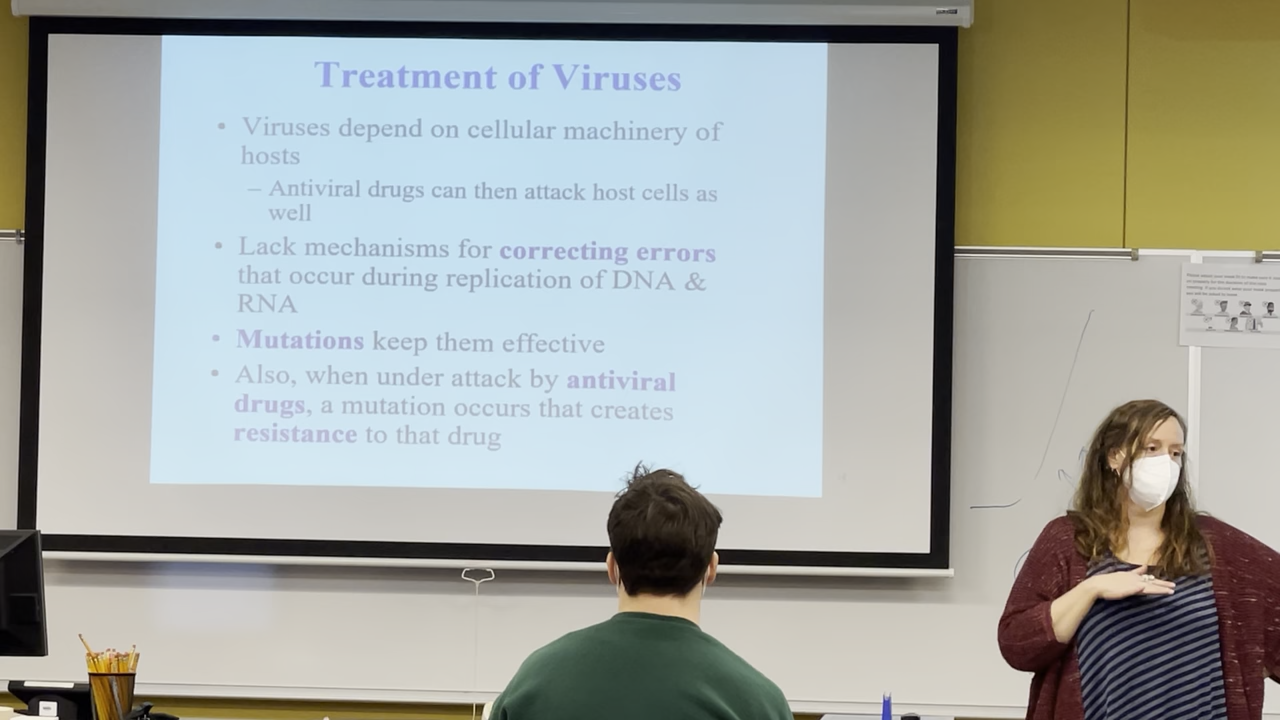 Treatment of Viruses
• Viruses depend on cellular machinery of
hosts
– Antiviral drugs can then attack host cells as
well
• Lack mechanisms for correcting errors
that occur during replication of DNA &
RNA
• Mutations keep them effective
• Also, when under attack by antiviral
drugs, a mutation occurs that creates
resistance to that drug